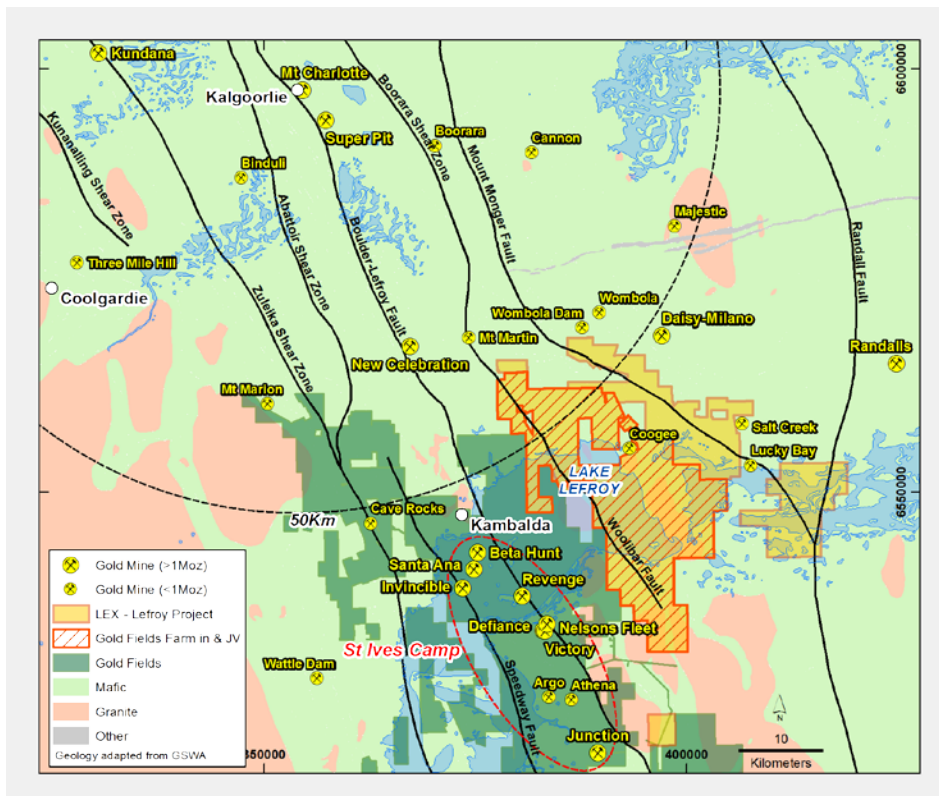 Kundana
Mt Charlotte
Kalgoorlie
Super Pit
Boorara Shear Zone
Boorara
Cannon
6600000
Kunanalling Shear Zone
Binduli
Abattoir Shear Zone
Mount Monger Fault
Majestic
Three Mile Hill
Coolgardie
Zuleika Shear Zone
Boulder-Lefroy Fault
Randall Fault
Wombola
Wombola Dam
Daisy-Milano
Mt Martin
New Celebration
Randalls
Mt Marion
Salt Creek
Coogee
Lucky Bay
LAKE
LEFROY
6550000
50Km
Cave Rocks
Kambalda
Woolibar Fault
Beta Hunt
Santa Ana
Revenge
Invincible
Defiance
Nelsons Fleet
Victory
St Ives Camp
Speedway Fault
Wattle Dam
Argo
Athena
Junction
Gold Mine (>1Moz)
Gold Mine (<1Moz)
LEX - Lefroy Project
Gold Fields Farm in & JV
Gold Fields
Mafic
Granite
Other
Geology adapted from GSWA
350000
400000
N
10
Kilometers